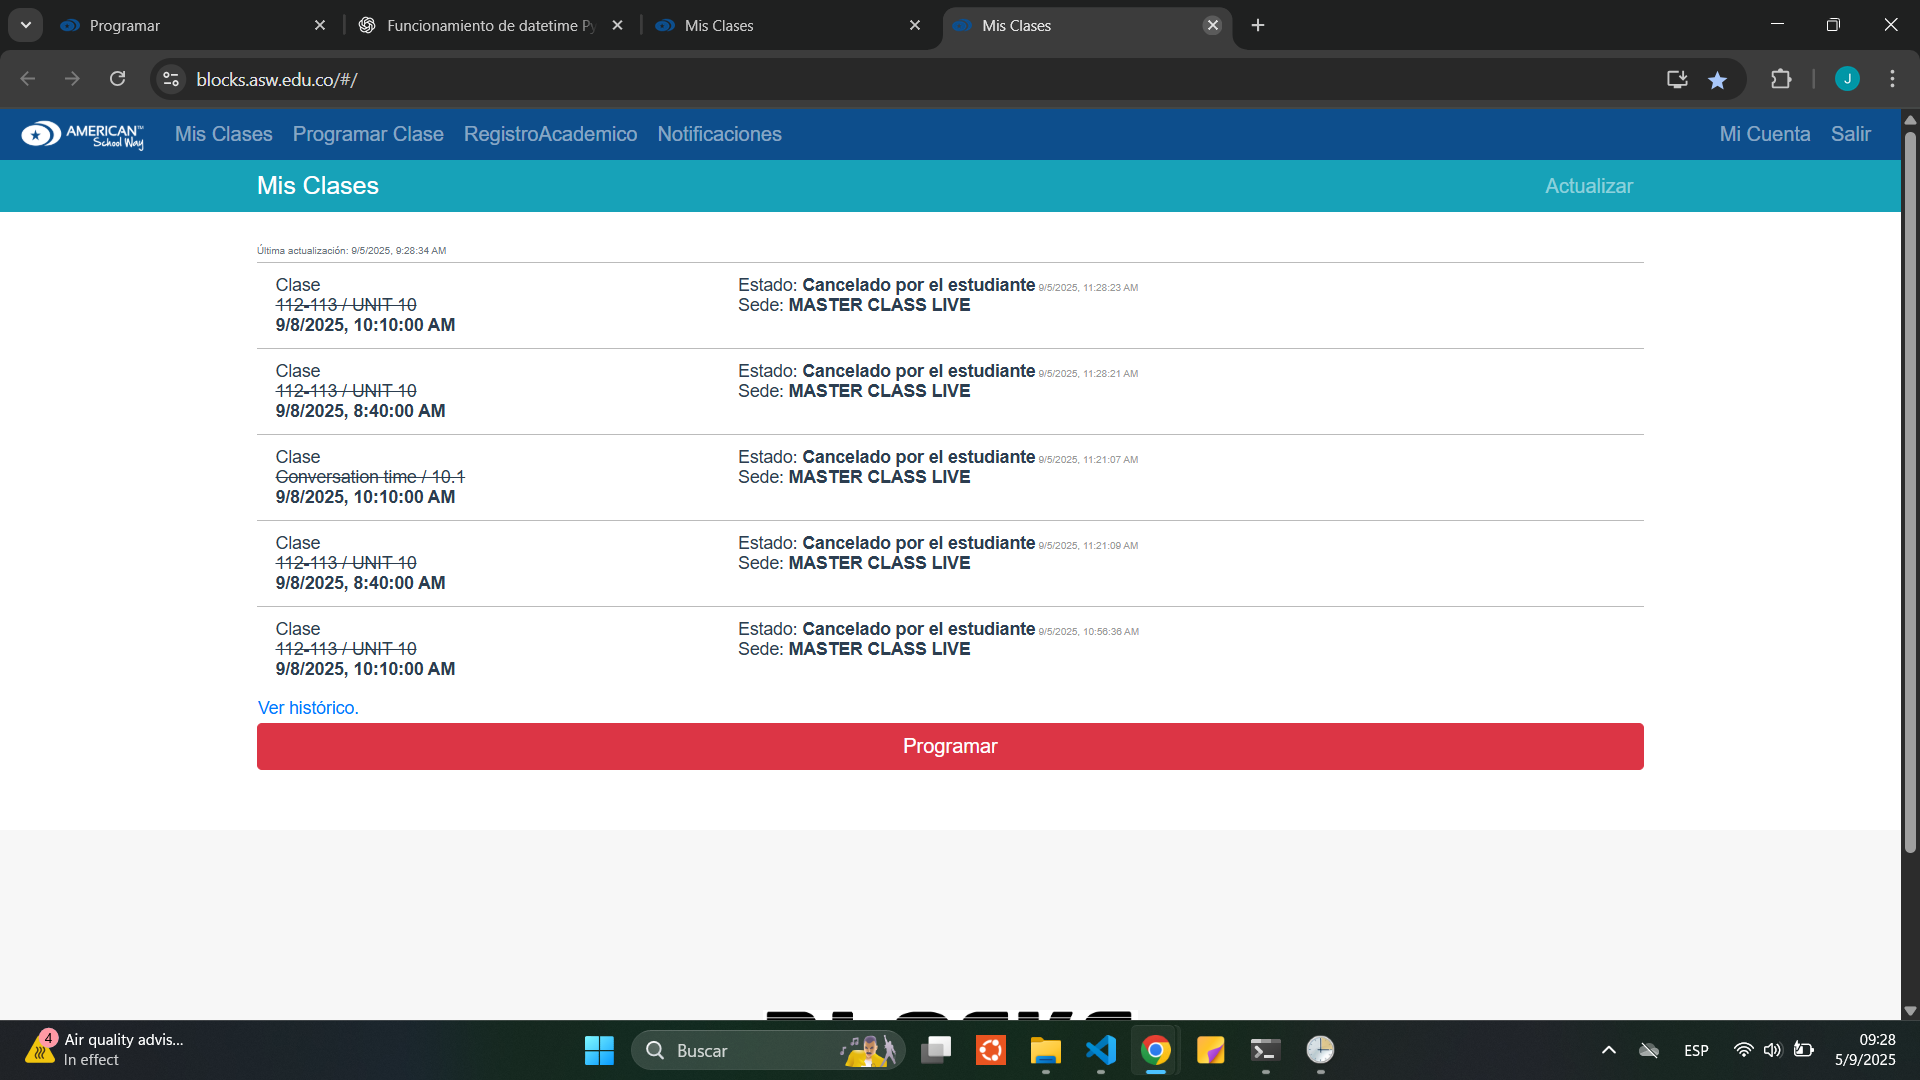 Programar
Funcionamiento de datetime Py
Mis Clases
Mis Clases
blocks.asw.edu.co/#/
J
AMERICAN
School Way
Mis Clases
Programar Clase
RegistroAcademico
Notificaciones
Mi Cuenta
Salir
Mis Clases
Actualizar
Última actualización: 9/5/2025, 9:28:34 AM
Clase
112-113 / UNIT 10
9/8/2025, 10:10:00 AM
Estado: Cancelado por el estudiante 9/5/2025, 11:28:23 AM
Sede: MASTER CLASS LIVE
Clase
112-113 / UNIT 10
9/8/2025, 8:40:00 AM
Estado: Cancelado por el estudiante 9/5/2025, 11:28:21 AM
Sede: MASTER CLASS LIVE
Clase
Conversation time / 10.1
9/8/2025, 10:10:00 AM
Estado: Cancelado por el estudiante 9/5/2025, 11:21:07 AM
Sede: MASTER CLASS LIVE
Clase
112-113 / UNIT 10
9/8/2025, 8:40:00 AM
Estado: Cancelado por el estudiante 9/5/2025, 11:21:09 AM
Sede: MASTER CLASS LIVE
Clase
112-113 / UNIT 10
9/8/2025, 10:10:00 AM
Estado: Cancelado por el estudiante 9/5/2025, 10:56:36 AM
Sede: MASTER CLASS LIVE
Ver histórico.
Programar
4
Air quality advis...
In effect
Buscar
ESP
09:28
5/9/2025